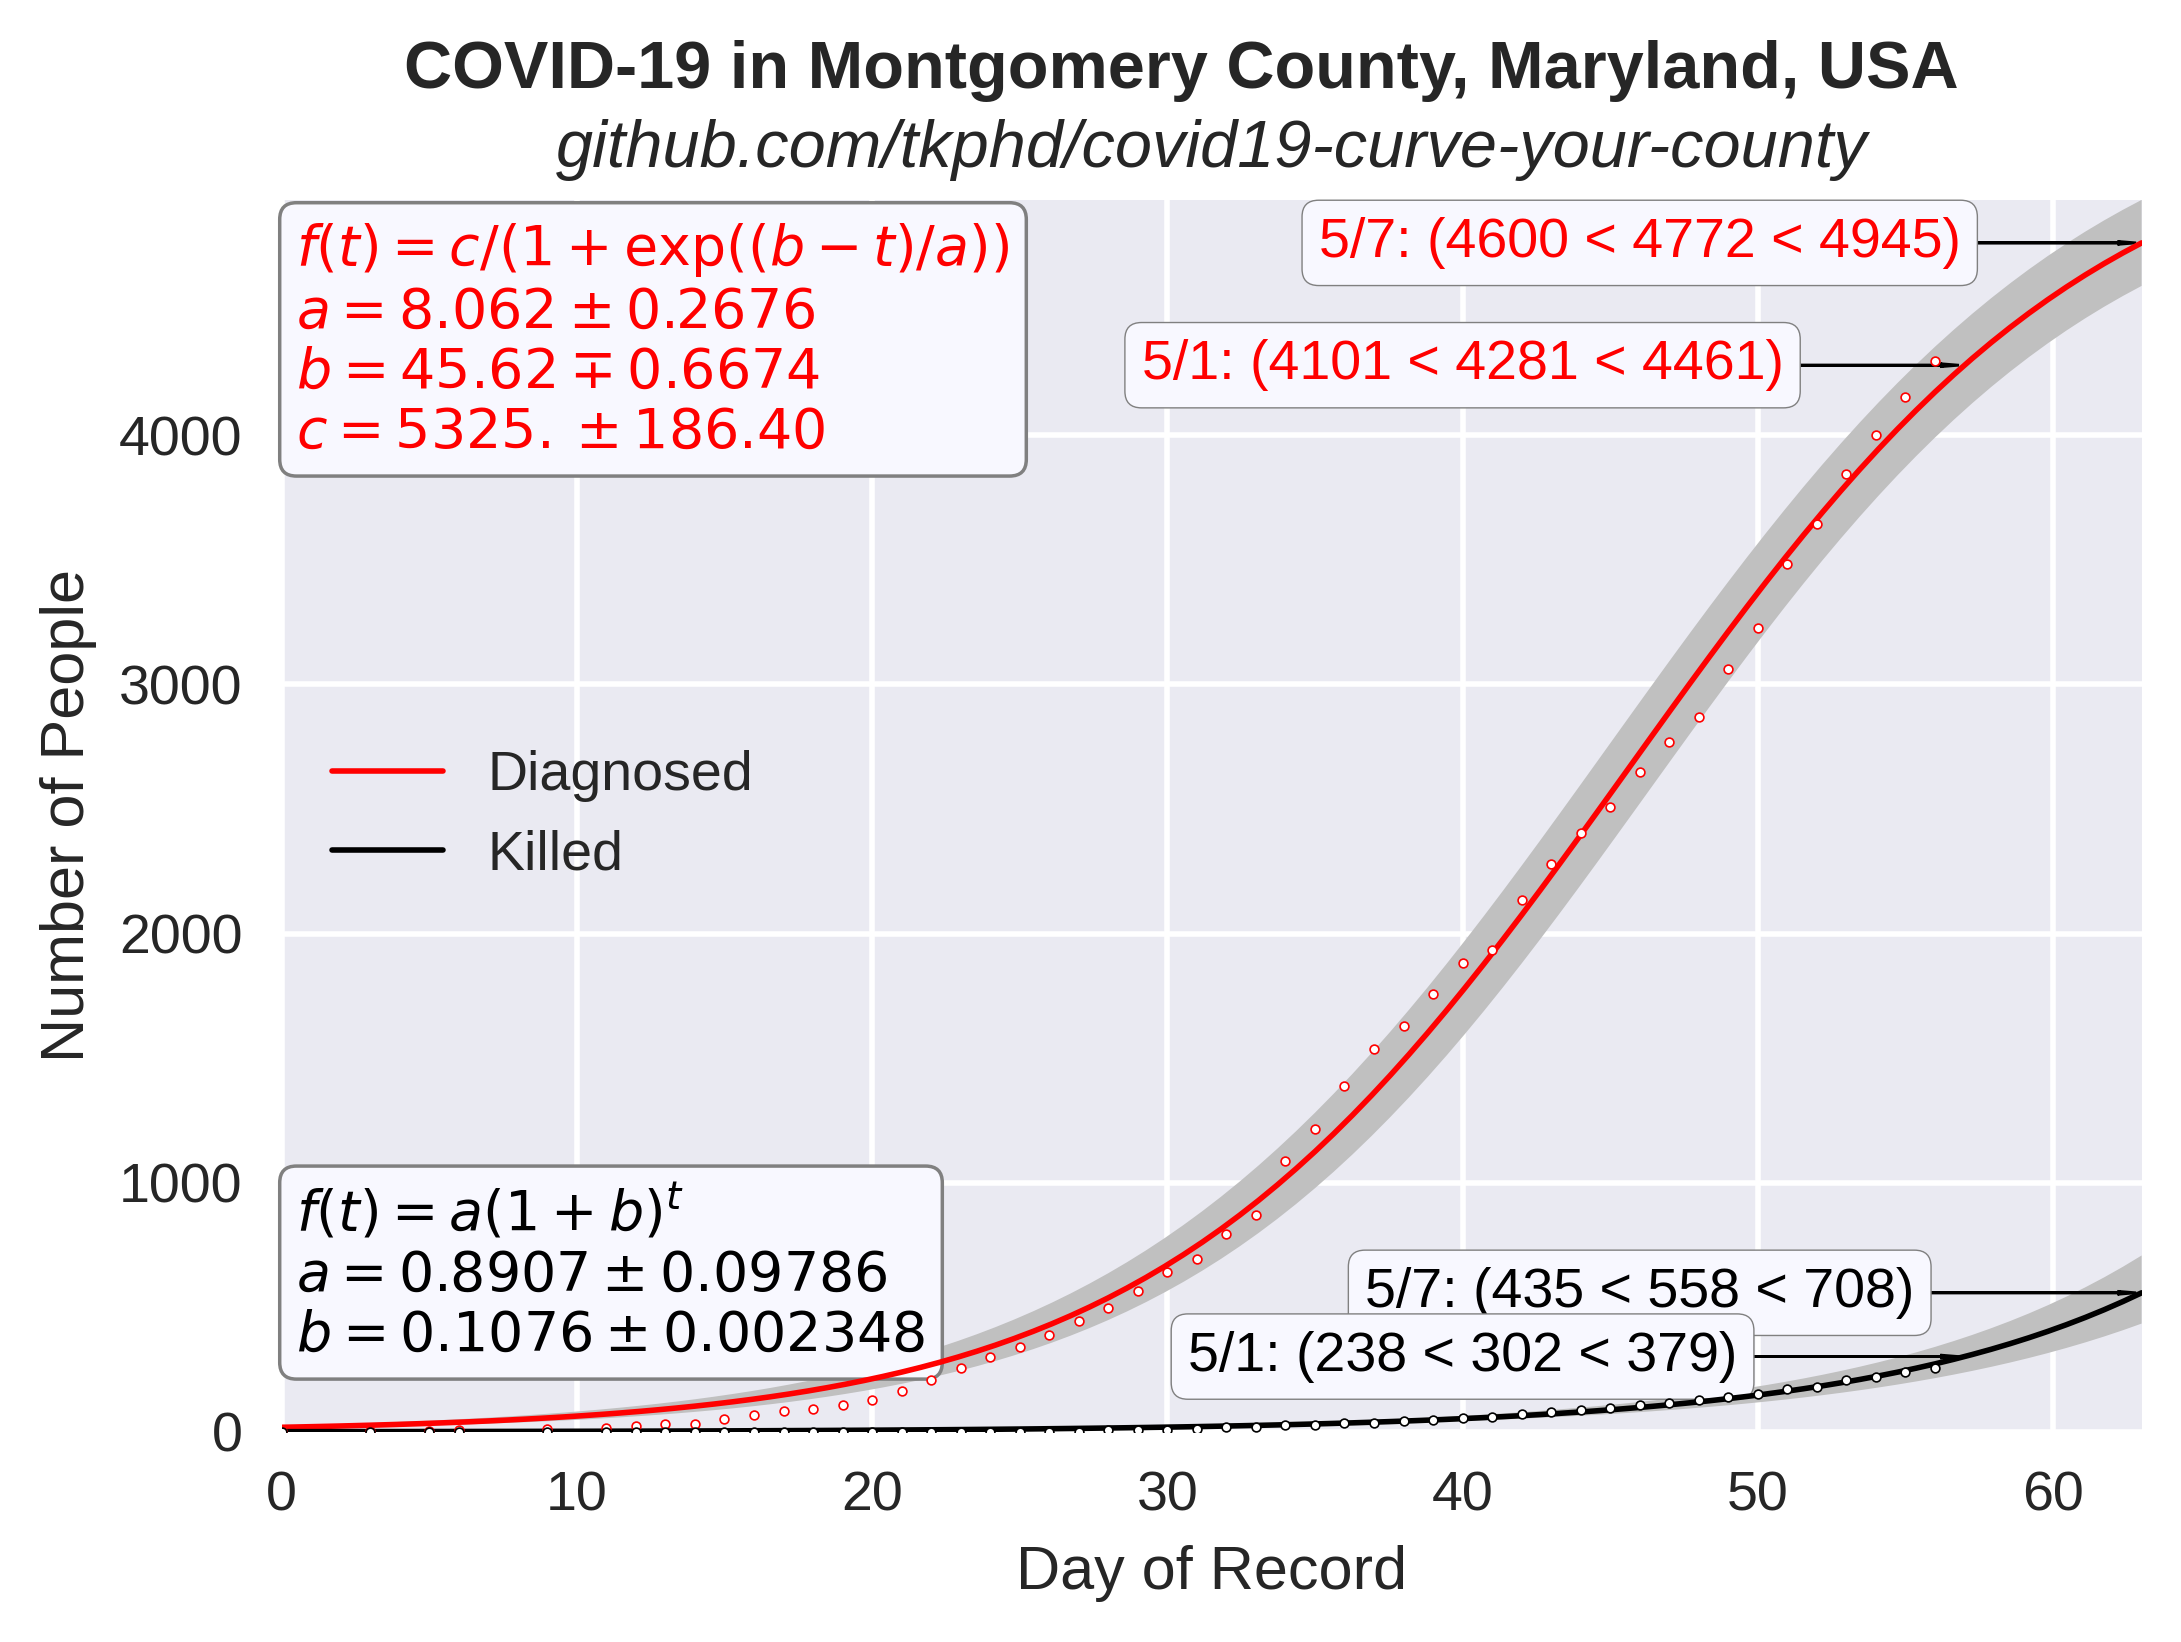 COVID-19 in Montgomery County, Maryland, USA
github.com/tkphd/covid19-curve-your-county
f(t) = c/(1 + exp((b − t)/a))
a = 8.062 ± 0.2676
b = 45.62 ∓ 0.6674
c = 5325. ± 186.40
5/7: (4600 < 4772 < 4945)
5/1: (4101 < 4281 < 4461)
Number of People
4000
3000
2000
1000
0
Diagnosed
Killed
f(t) = a(1 + b)^t
a = 0.8907 ± 0.09786
b = 0.1076 ± 0.002348
5/7: (435 < 558 < 708)
5/1: (238 < 302 < 379)
0 10 20 30 40 50 60
Day of Record